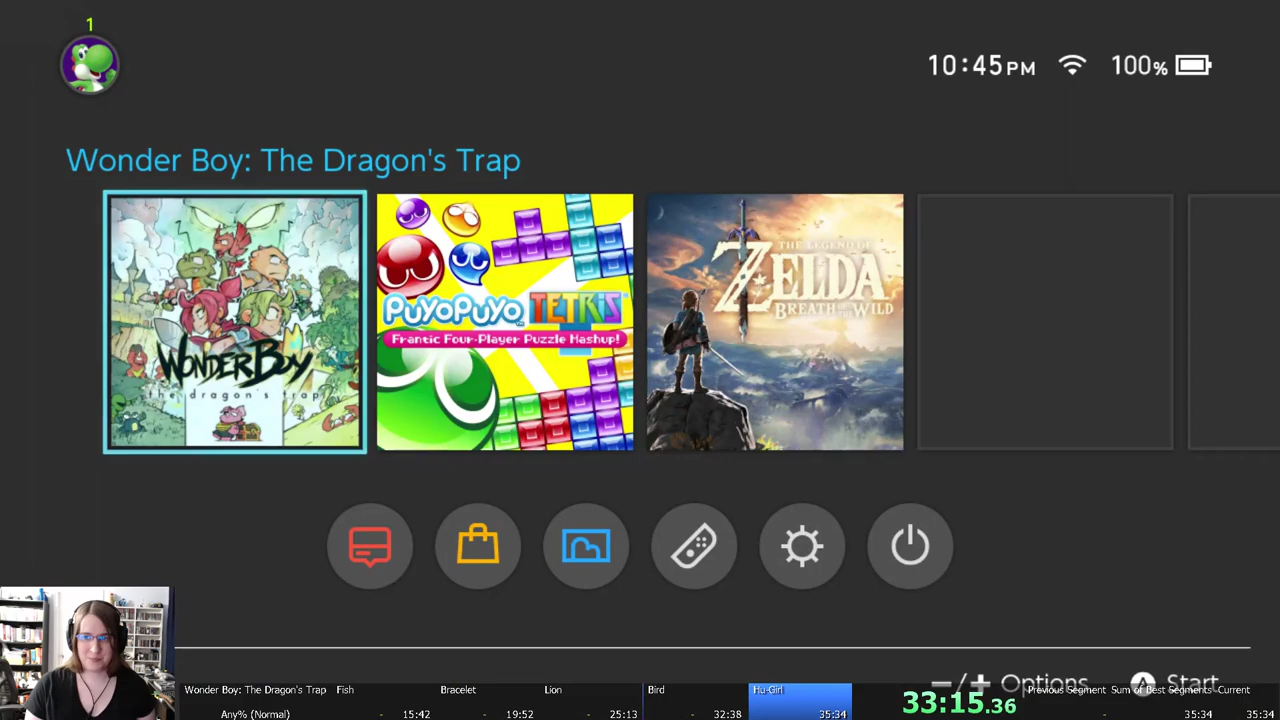 1
10:45PM 100%
Wonder Boy: The Dragon's Trap
WONDER BOY
the dragon's trap
PUYOPUYO TETRIS
Frantic Four-Player Puzzle Mashup!
THE LEGEND OF
ZELDA
BREATH OF THE WILD
-/+ Options A Start
Wonder Boy: The Dragon's Trap Fish Bracelet Lion Bird Hu-Girl 33:15.36 Previous Segment Sum of Best Segments Current
Any% (Normal) - 15:42 - 19:52 - 25:13 - 32:38 35:34 35:34 35:34